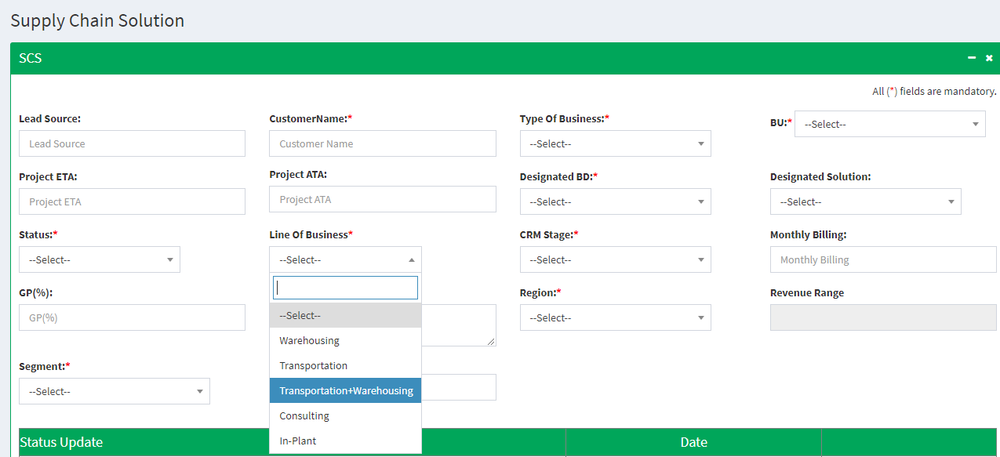 Supply Chain Solution
SCS
All (*) fields are mandatory.
Lead Source:
CustomerName:*
Type Of Business:*
BU:*
--Select--
Lead Source
Customer Name
--Select--
Project ETA:
Project ATA:
Designated BD:*
Designated Solution:
Project ETA
Project ATA
--Select--
--Select--
Status:*
Line Of Business*
CRM Stage:*
Monthly Billing:
--Select--
--Select--
--Select--
Monthly Billing
GP(%):
Region:*
Revenue Range
GP(%)
--Select--
--Select--
Warehousing
Transportation
Segment:*
--Select--
Transportation+Warehousing
Consulting
In-Plant
Status Update
Date